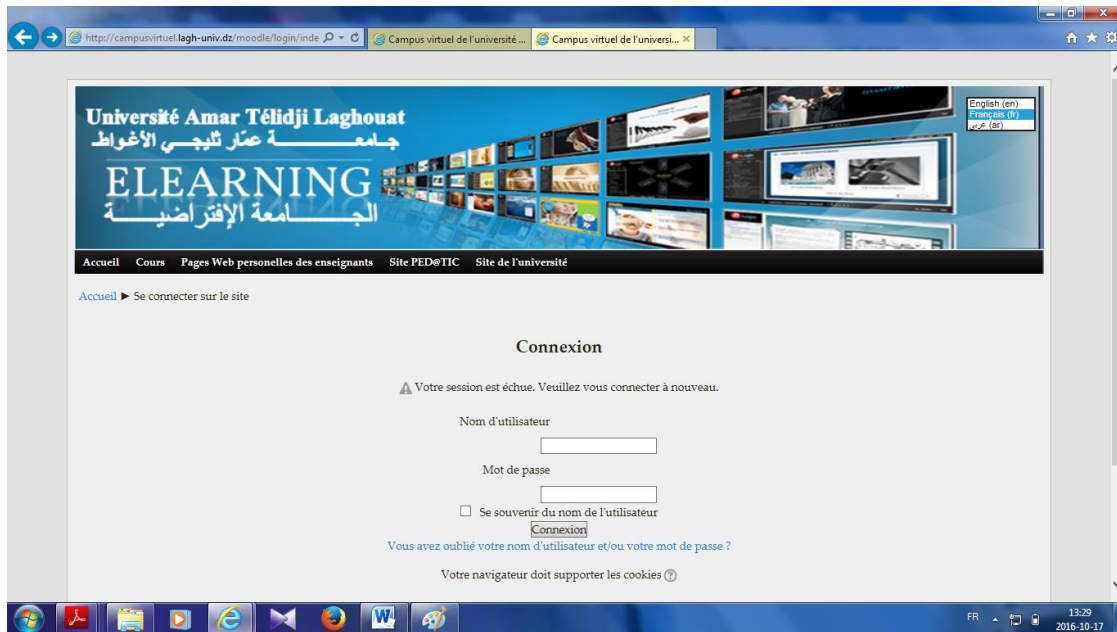 http://campusvirtuel.lagh-univ.dz/moodle/login/inde
Campus virtuel de l'université ...
Campus virtuel de l'universi...
Université Amar Télidji Laghouat
جامعــة عمّار ثليجــي الأغواط
ELEARNING
الجــامعة الإفتراضيــة
English (en)
Français (fr)
عربي (ar)
Accueil Cours Pages Web personelles des enseignants Site PED@TIC Site de l'université
Accueil ► Se connecter sur le site
Connexion
Votre session est échue. Veuillez vous connecter à nouveau.
Nom d'utilisateur
Mot de passe
Se souvenir du nom de l'utilisateur
Connexion
Vous avez oublié votre nom d'utilisateur et/ou votre mot de passe ?
Votre navigateur doit supporter les cookies
FR
13:29
2016-10-17